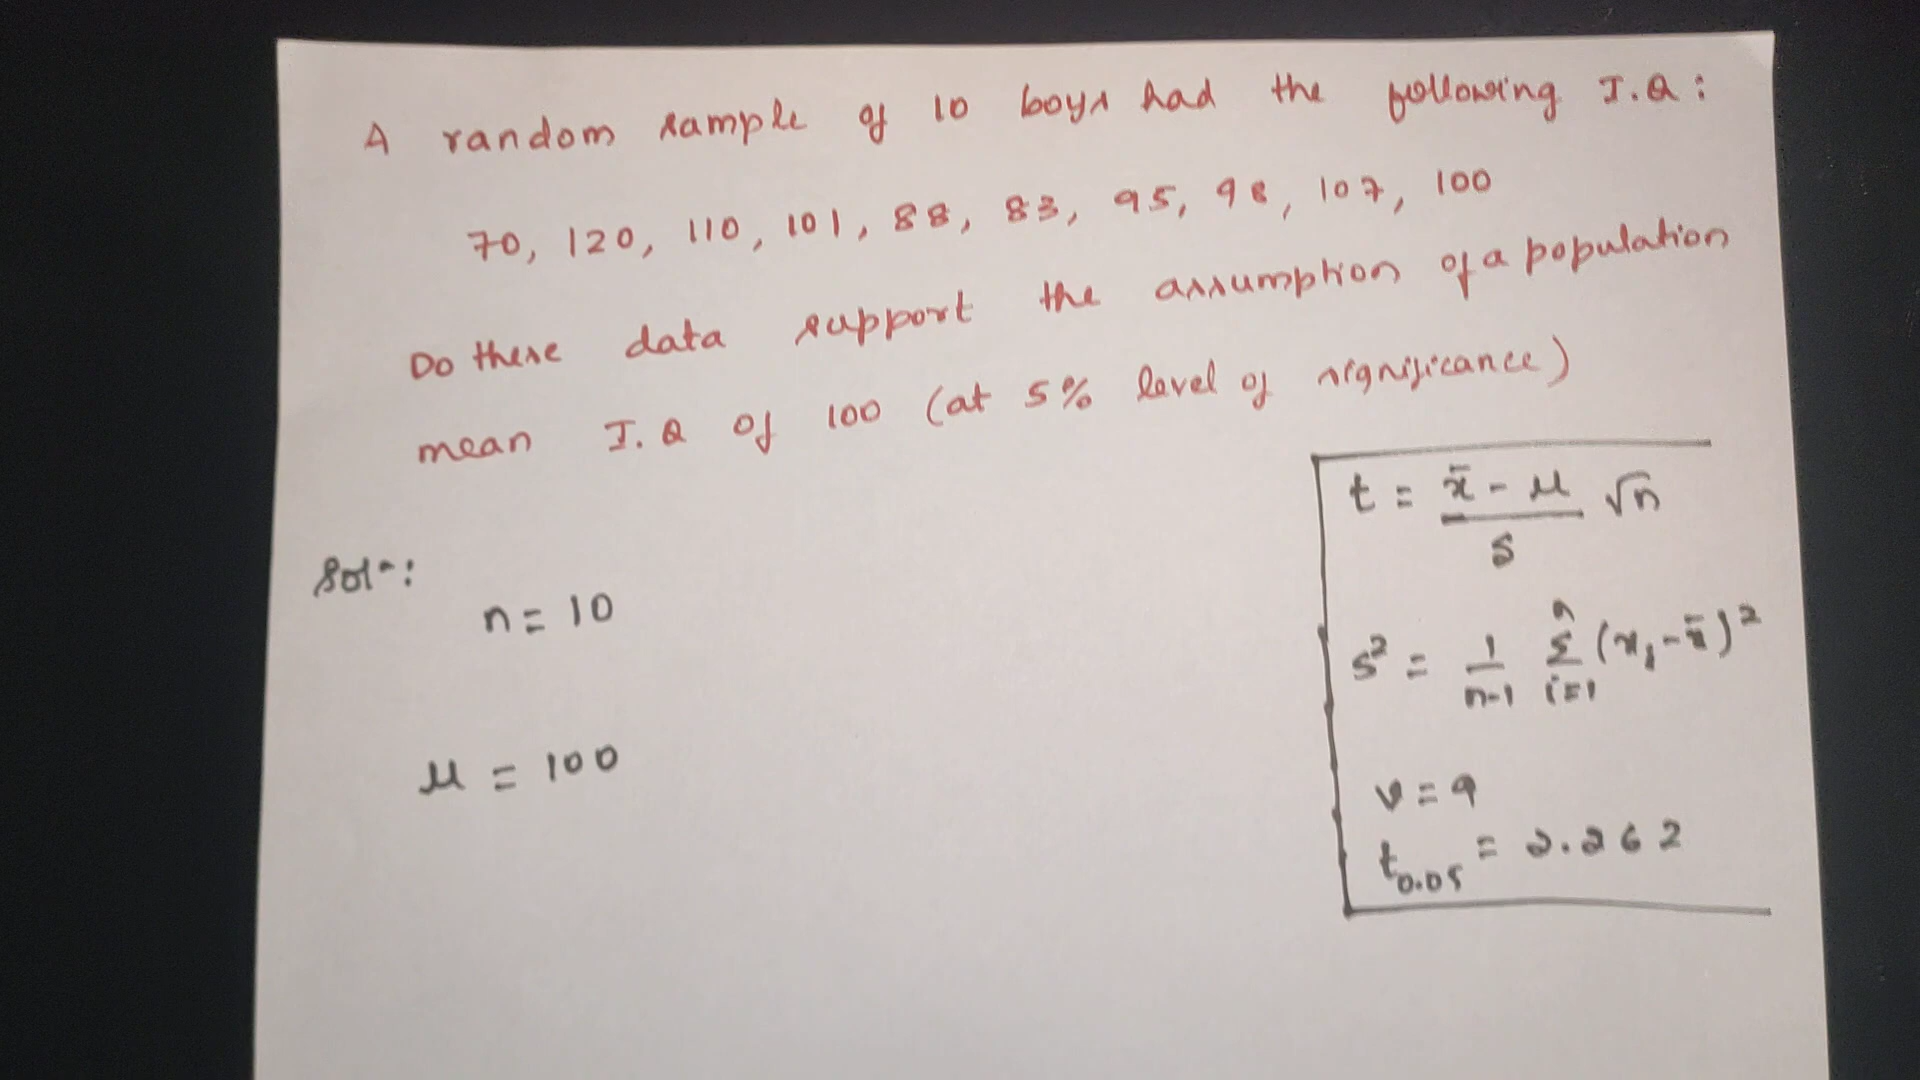 A random sample of 10 boys had the following I.Q:
70, 120, 110, 101, 88, 83, 95, 98, 107, 100
Do these data support the assumption of a population
mean I.Q of 100 (at 5% level of significance)
t = x̄ - μ / s √n
Sol~:
n = 10
s² = 1/n-1 Σ i=1 n (xᵢ - x̄)²
μ = 100
ν = 9
t0.05 = 2.262